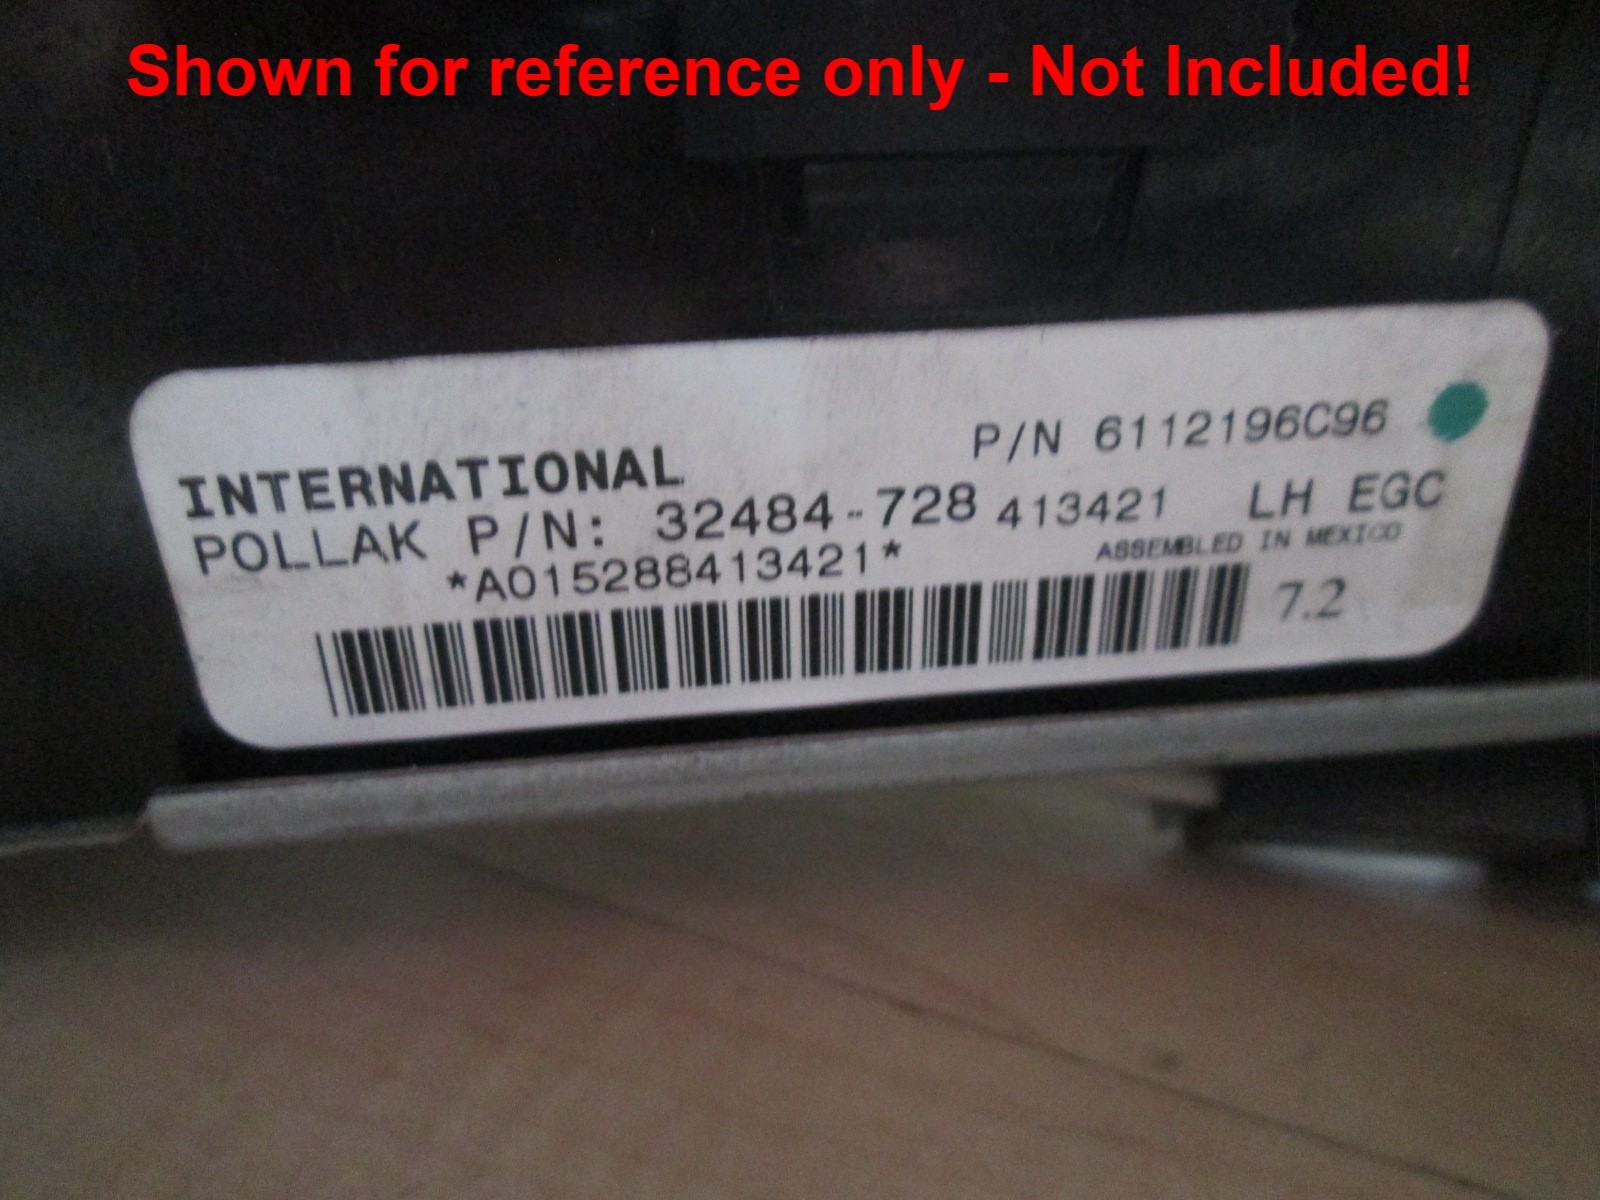 Shown for reference only - Not Included!
P/N 6112196C96
INTERNATIONAL
POLLAK P/N: 32484-728 413421 LH EGC
*A015288413421* ASSEMBLED IN MEXICO
7.2